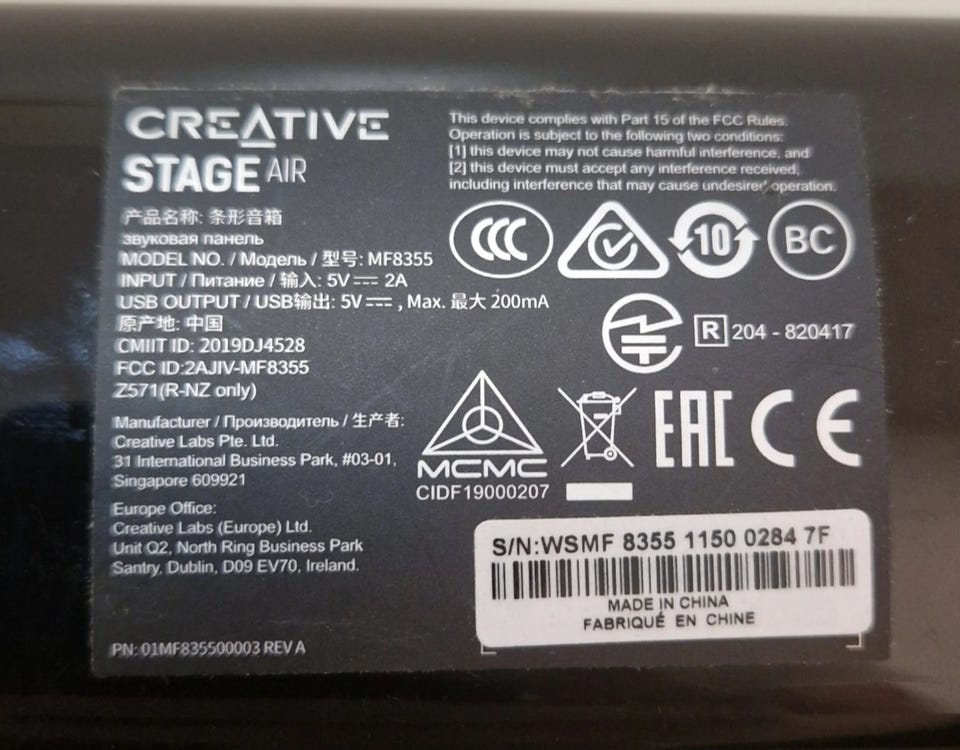 CREATIVE
STAGE AIR
产品名称: 条形音箱
звуковая панель
MODEL NO. / Модель / 型号: MF8355
INPUT / Питание / 输入: 5V⎓ 2A
USB OUTPUT / USB输出: 5V⎓ , Max. 最大 200mA
原产地: 中国
CMIIT ID: 2019DJ4528
FCC ID:2AJIV-MF8355
Z571(R-NZ only)
Manufacturer / Производитель / 生产者:
Creative Labs Pte. Ltd.
31 International Business Park, #03-01,
Singapore 609921
Europe Office:
Creative Labs (Europe) Ltd.
Unit Q2, North Ring Business Park
Santry, Dublin, D09 EV70, Ireland.
PN: 01MF835500003 REV A
This device complies with Part 15 of the FCC Rules.
Operation is subject to the following two conditions:
[1] this device may not cause harmful interference, and
[2] this device must accept any interference received,
including interference that may cause undesired operation.
CCC 10 BC
R 204 - 820417
MCMC
CIDF19000207
EAC CE
S/N:WSMF 8355 1150 0284 7F
MADE IN CHINA
FABRIQUÉ EN CHINE